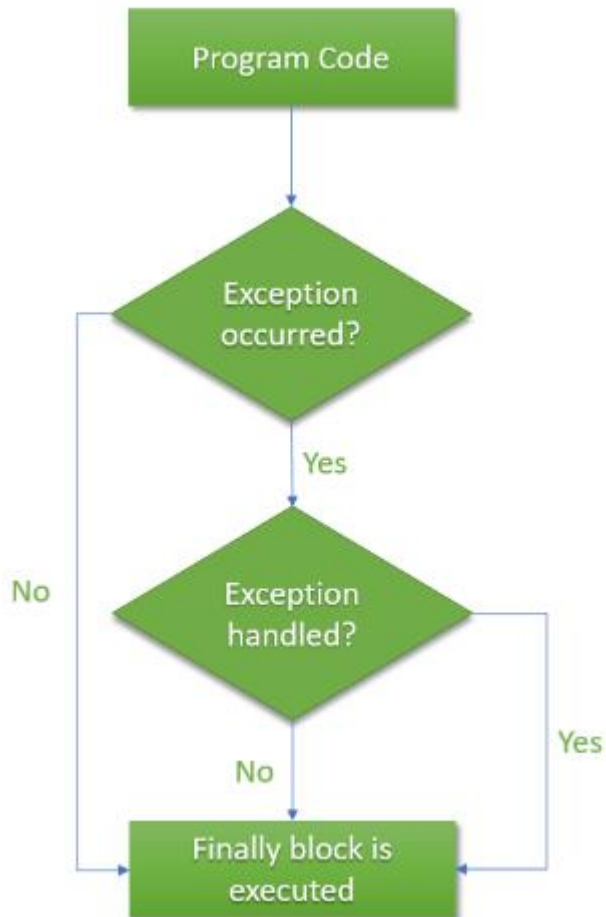 Program Code
Exception
occurred?
Yes
No
Exception
handled?
Yes
No
Finally block is
executed